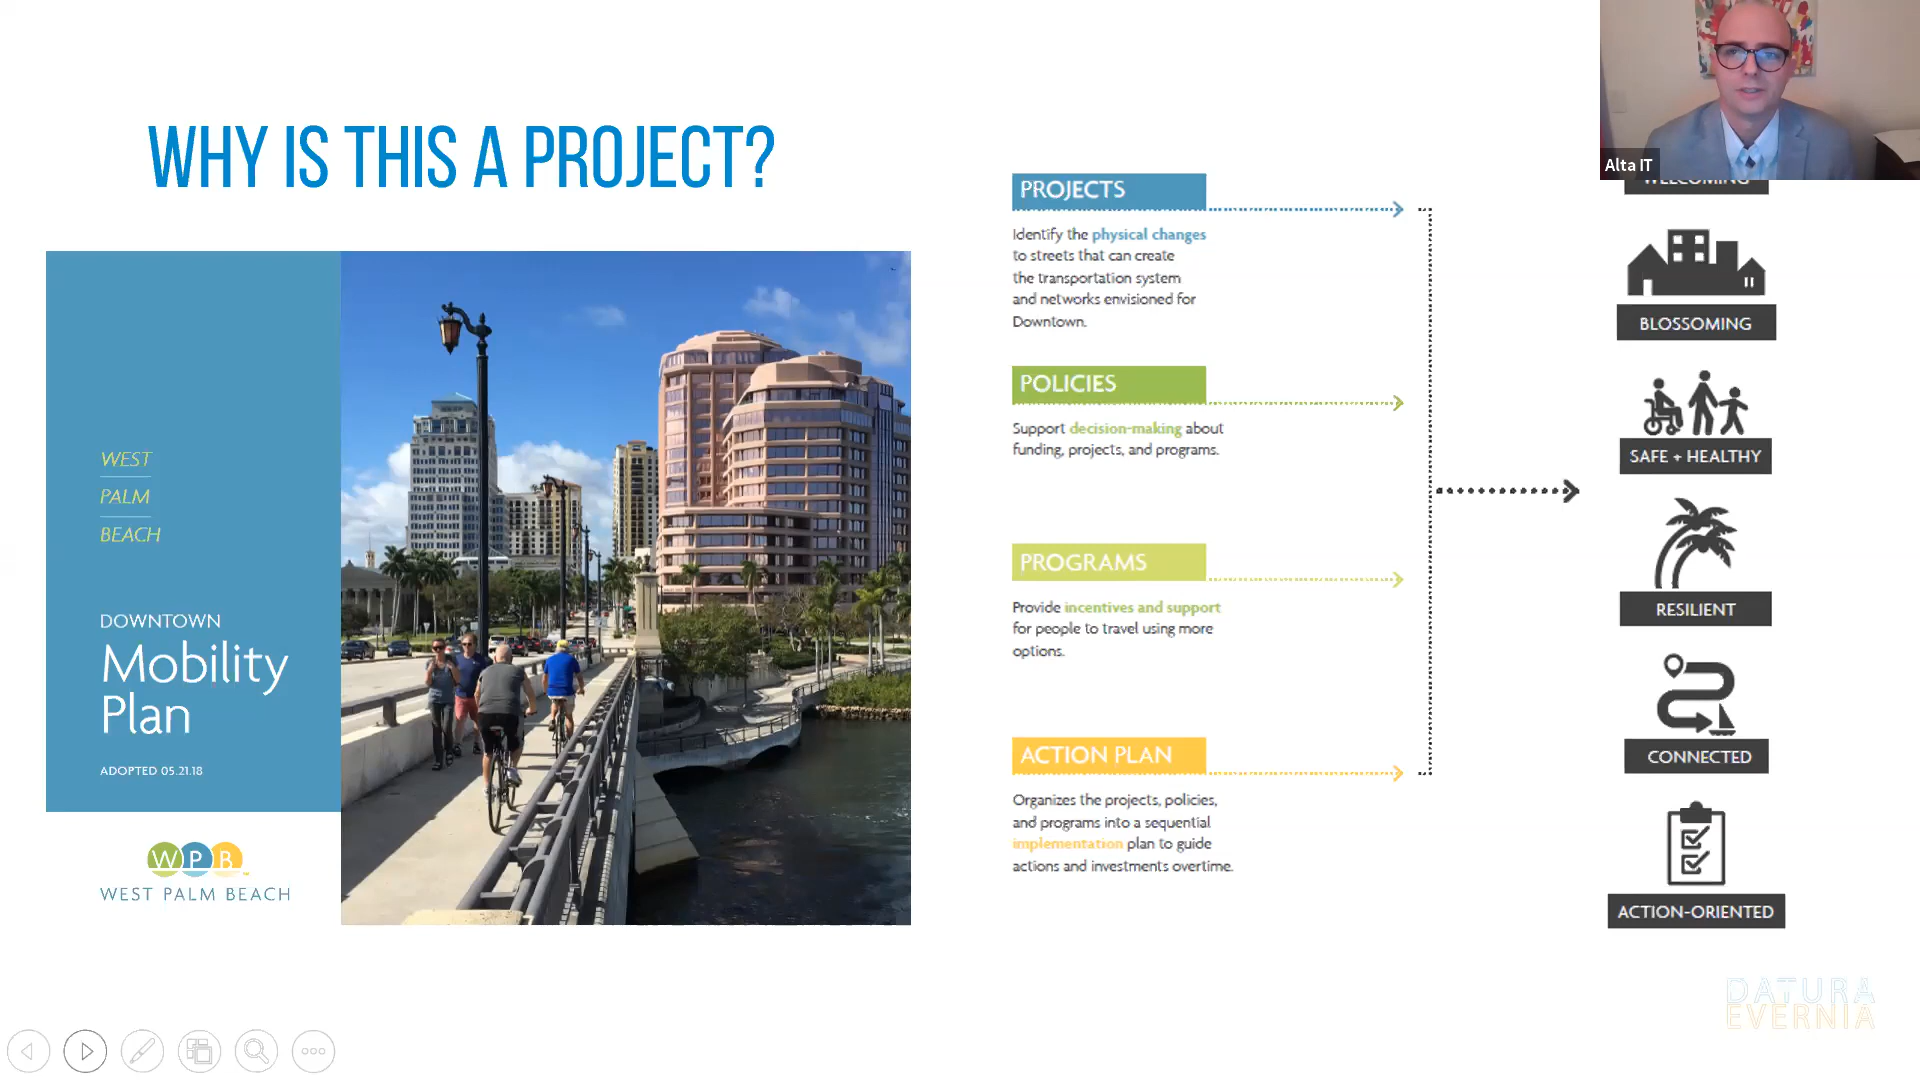 WHY IS THIS A PROJECT?
WEST
PALM
BEACH
DOWNTOWN
Mobility
Plan
ADOPTED 05.21.18
WPB
WEST PALM BEACH
PROJECTS
Identify the physical changes
to streets that can create
the transportation system
and networks envisioned for
Downtown.
POLICIES
Support decision-making about
funding, projects, and programs.
PROGRAMS
Provide incentives and support
for people to travel using more
options.
ACTION PLAN
Organizes the projects, policies,
and programs into a sequential
implementation plan to guide
actions and investments overtime.
Alta IT
WELCOMING
BLOSSOMING
SAFE + HEALTHY
RESILIENT
CONNECTED
ACTION-ORIENTED
DATURA
EVERNIA